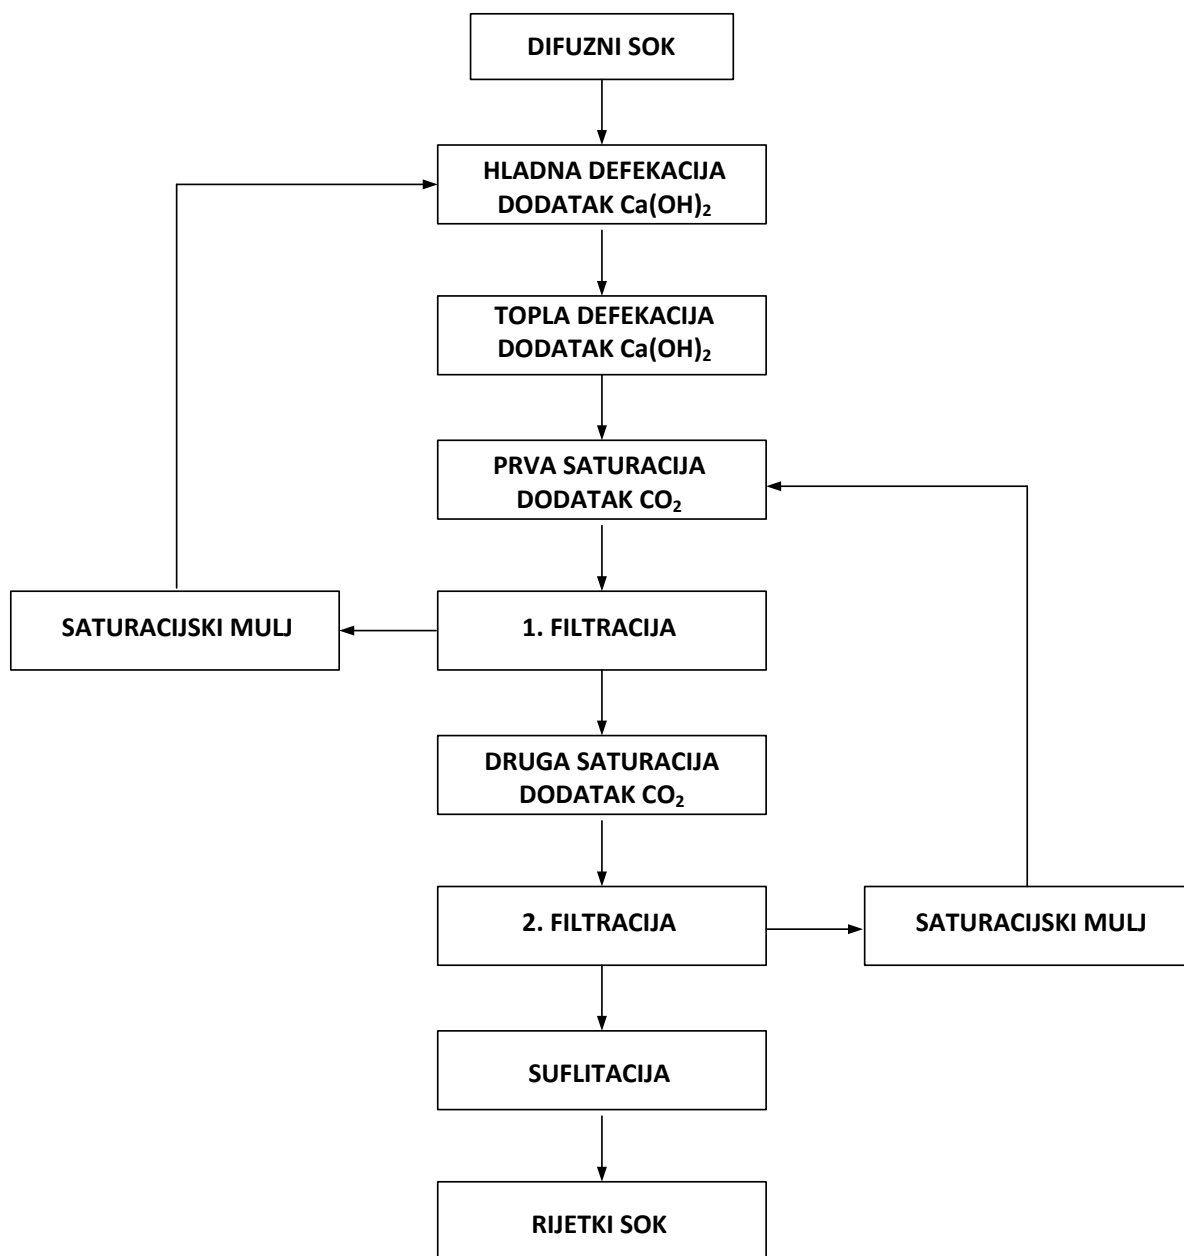 DIFUZNI SOK
HLADNA DEFEKACIJA
DODATAK Ca(OH)₂
TOPLA DEFEKACIJA
DODATAK Ca(OH)₂
PRVA SATURACIJA
DODATAK CO₂
SATURACIJSKI MULJ
1. FILTRACIJA
DRUGA SATURACIJA
DODATAK CO₂
2. FILTRACIJA
SATURACIJSKI MULJ
SUFLITACIJA
RIJETKI SOK